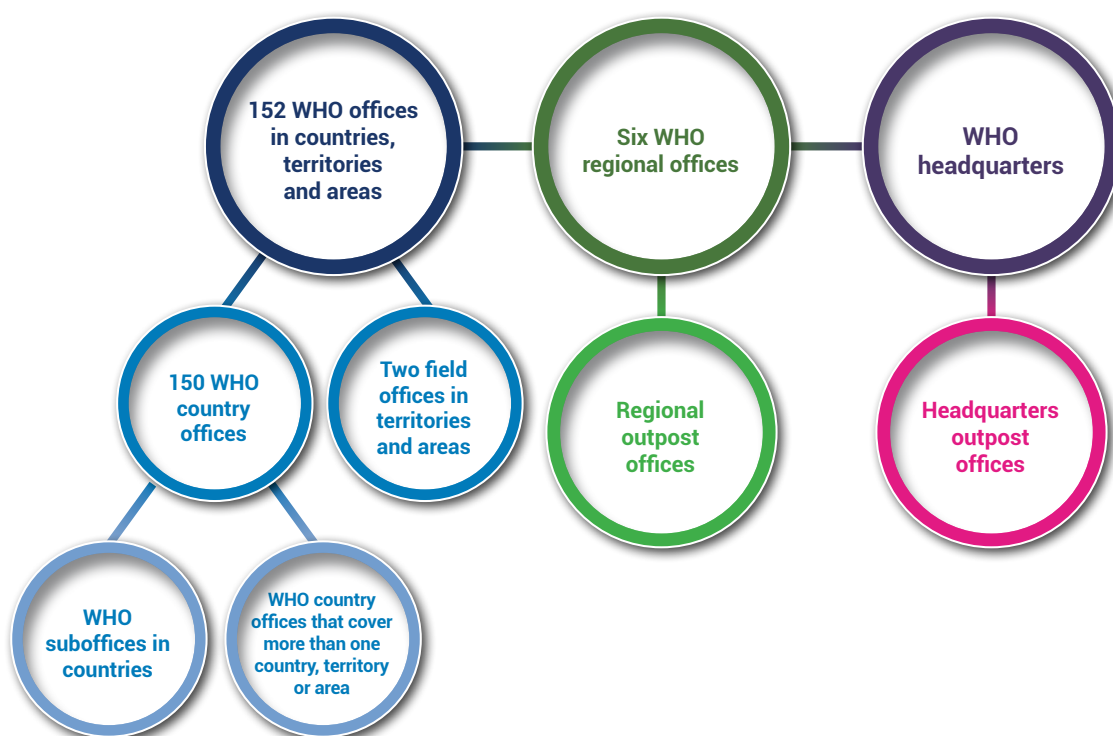 152 WHO offices
in countries,
territories
and areas
Six WHO
regional offices
WHO
headquarters
150 WHO
country
offices
Two field
offices in
territories
and areas
Regional
outpost
offices
Headquarters
outpost
offices
WHO
suboffices in
countries
WHO country
offices that cover
more than one
country, territory
or area